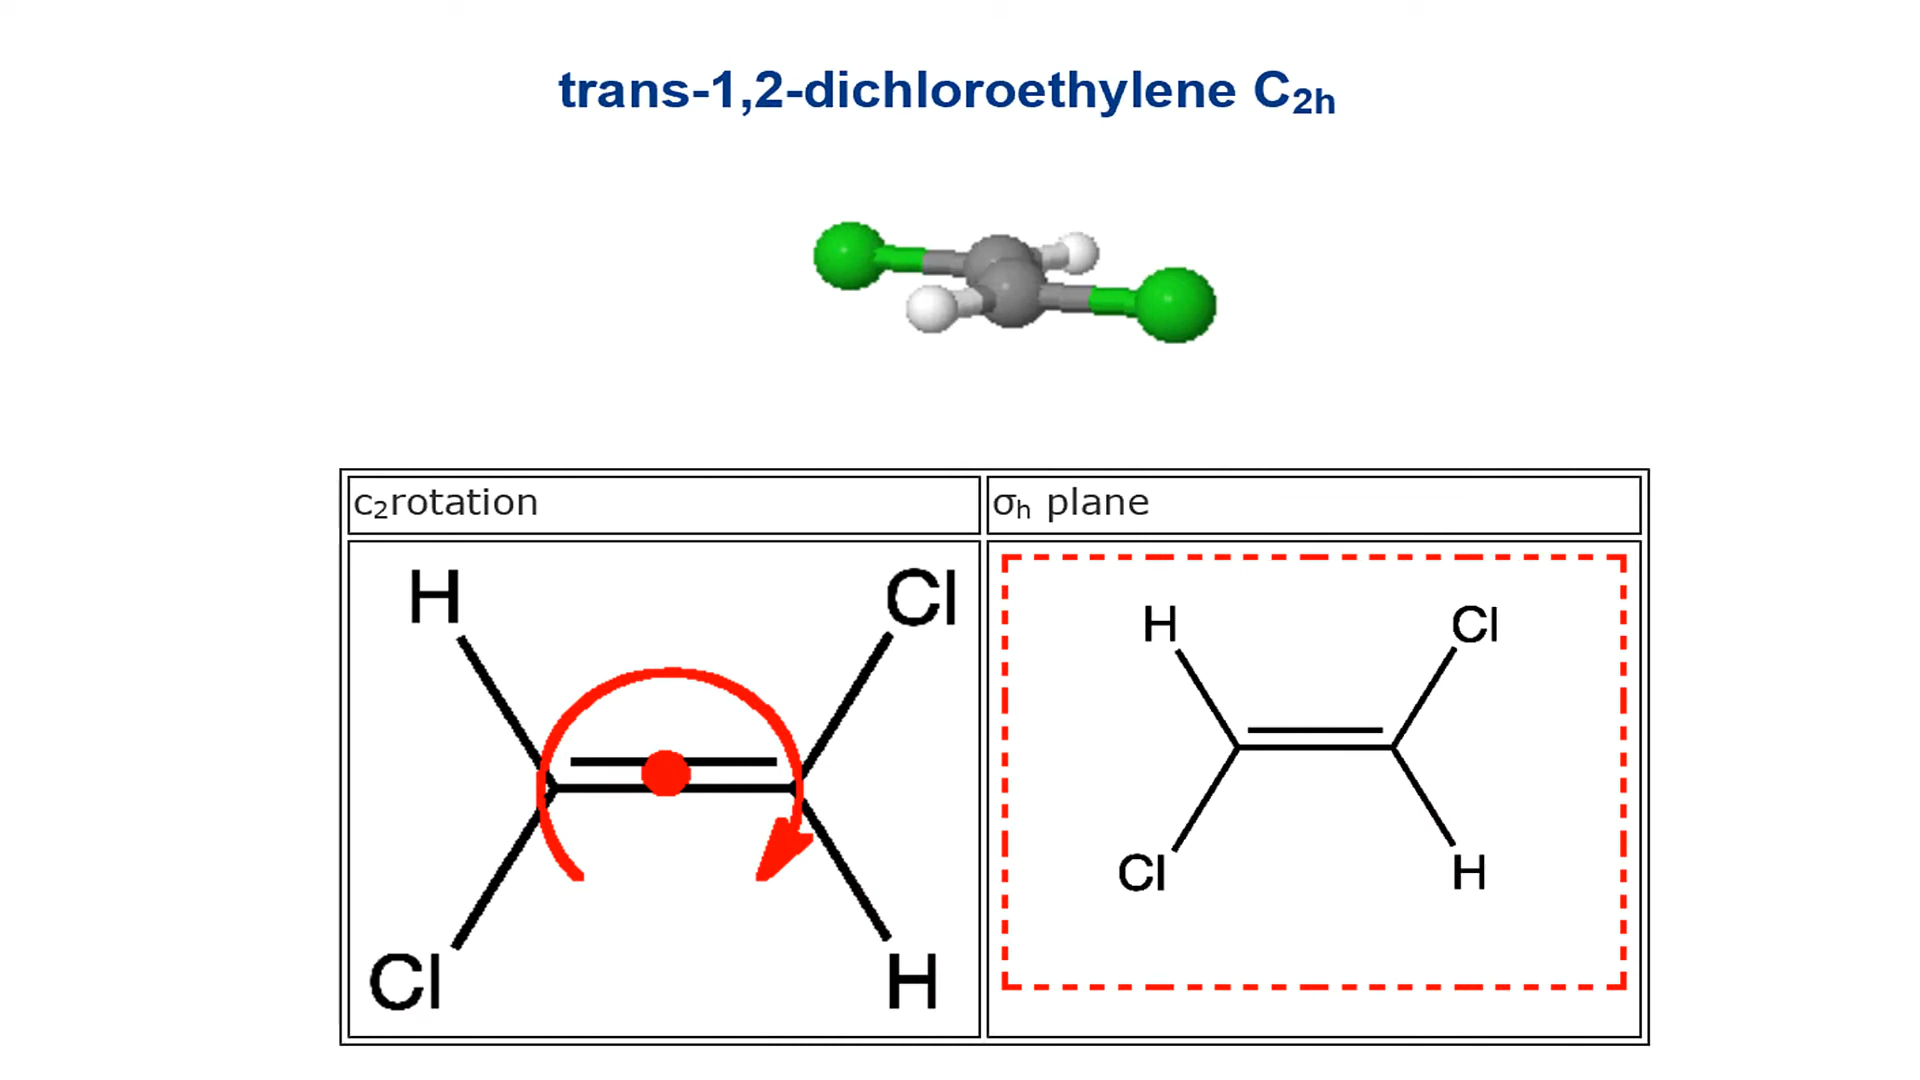 trans-1,2-dichloroethylene C₂ₕ
c₂rotation
σₕ plane
H Cl
Cl H
H Cl
Cl H